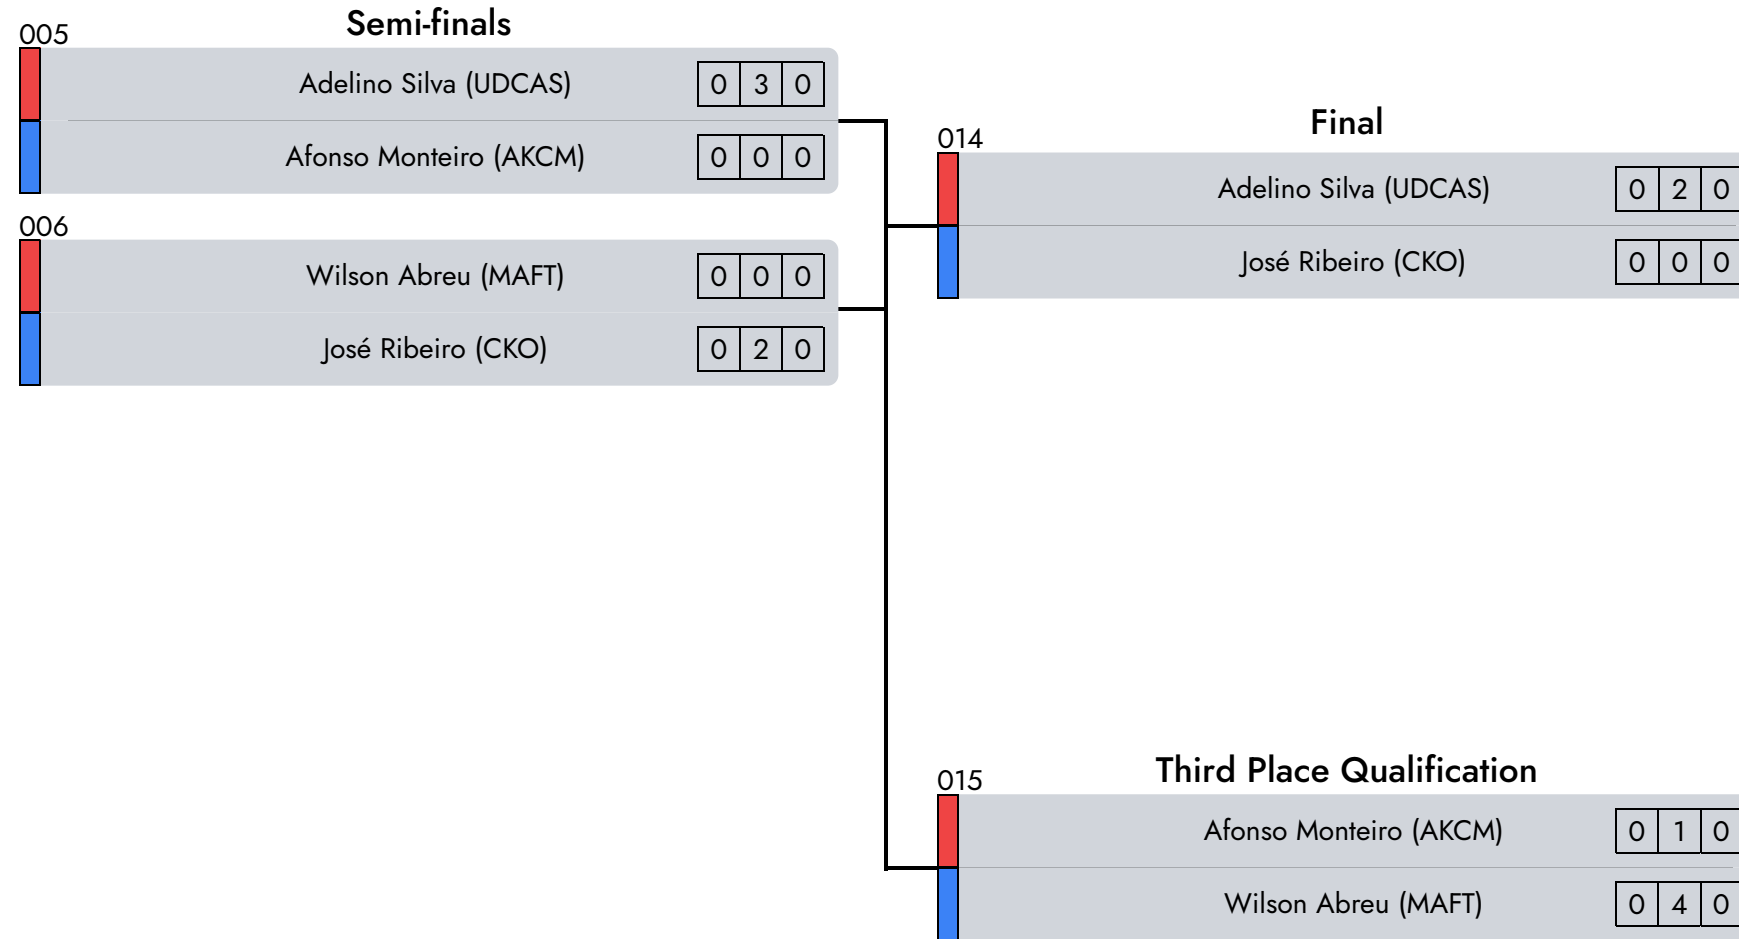 Semi-finals
005
Adelino Silva (UDCAS) 0 3 0
Afonso Monteiro (AKCM) 0 0 0
006
Wilson Abreu (MAFT) 0 0 0
José Ribeiro (CKO) 0 2 0
Final
014
Adelino Silva (UDCAS) 0 2 0
José Ribeiro (CKO) 0 0 0
Third Place Qualification
015
Afonso Monteiro (AKCM) 0 1 0
Wilson Abreu (MAFT) 0 4 0